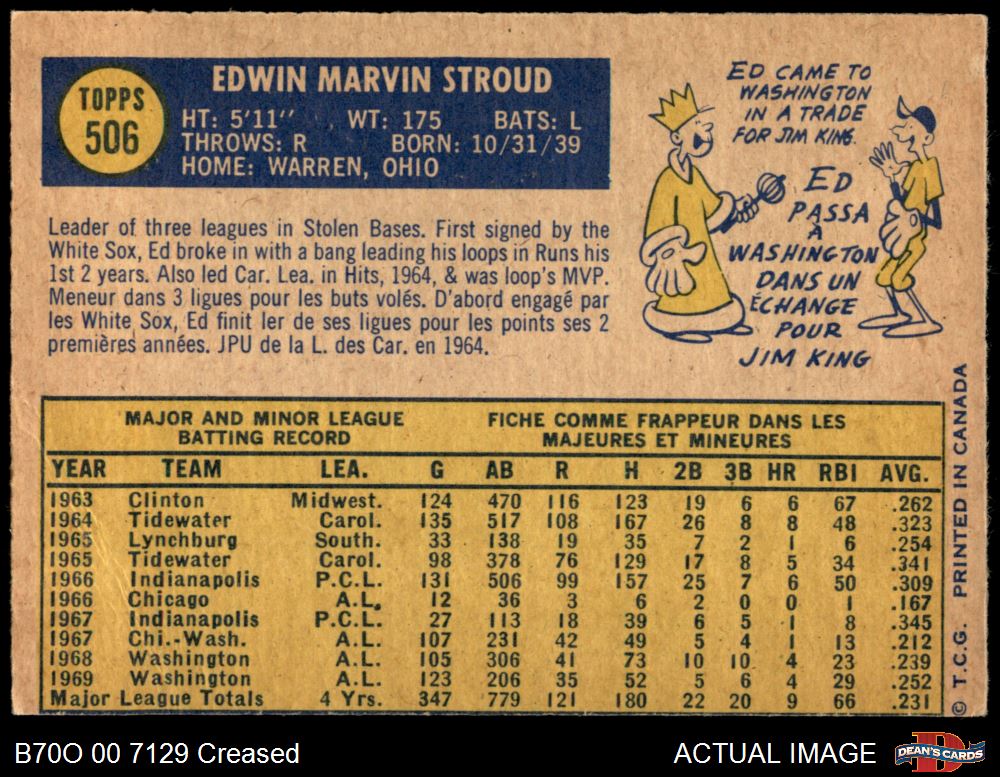 TOPPS
506
EDWIN MARVIN STROUD
HT: 5'11'' WT: 175 BATS: L
THROWS: R BORN: 10/31/39
HOME: WARREN, OHIO
Leader of three leagues in Stolen Bases. First signed by the
White Sox, Ed broke in with a bang leading his loops in Runs his
1st 2 years. Also led Car. Lea. in Hits, 1964, & was loop's MVP.
Meneur dans 3 ligues pour les buts volés. D'abord engagé par
les White Sox, Ed finit ler de ses ligues pour les points ses 2
premières années. JPU de la L. des Car. en 1964.
ED CAME TO
WASHINGTON
IN A TRADE
FOR JIM KING.
ED
PASSA
À
WASHINGTON
DANS UN
ÉCHANGE
POUR
JIM KING
MAJOR AND MINOR LEAGUE
BATTING RECORD
FICHE COMME FRAPPEUR DANS LES
MAJEURES ET MINEURES
YEAR TEAM LEA. G AB R H 2B 3B HR RBI AVG.
1963 Clinton Midwest. 124 470 116 123 19 6 6 67 .262
1964 Tidewater Carol. 135 517 108 167 26 8 8 48 .323
1965 Lynchburg South. 33 138 19 35 7 2 1 6 .254
1965 Tidewater Carol. 98 378 76 129 17 8 5 34 .341
1966 Indianapolis P.C.L. 131 506 99 157 25 7 6 50 .309
1966 Chicago A.L. 12 36 3 6 2 0 0 1 .167
1967 Indianapolis P.C.L. 27 113 18 39 6 5 1 8 .345
1967 Chi.-Wash. A.L. 107 231 42 49 5 4 1 13 .212
1968 Washington A.L. 105 306 41 73 10 10 4 23 .239
1969 Washington A.L. 123 206 35 52 5 6 4 29 .252
Major League Totals 4 Yrs. 347 779 121 180 22 20 9 66 .231
© T.C.G. PRINTED IN CANADA
B70O 00 7129 Creased
ACTUAL IMAGE
DEAN'S CARDS